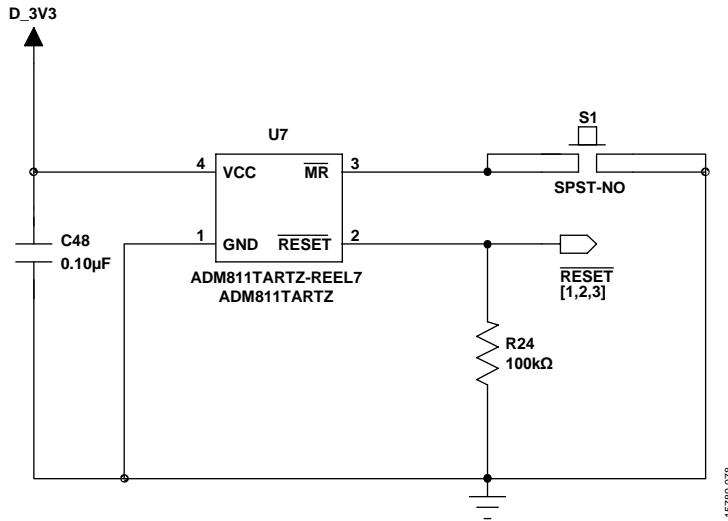 D_3V3
S1
U7
4 VCC MR 3
SPST-NO
C48
0.10µF
1 GND RESET 2
ADM811TARTZ-REEL7
ADM811TARTZ
RESET
[1,2,3]
R24
100kΩ